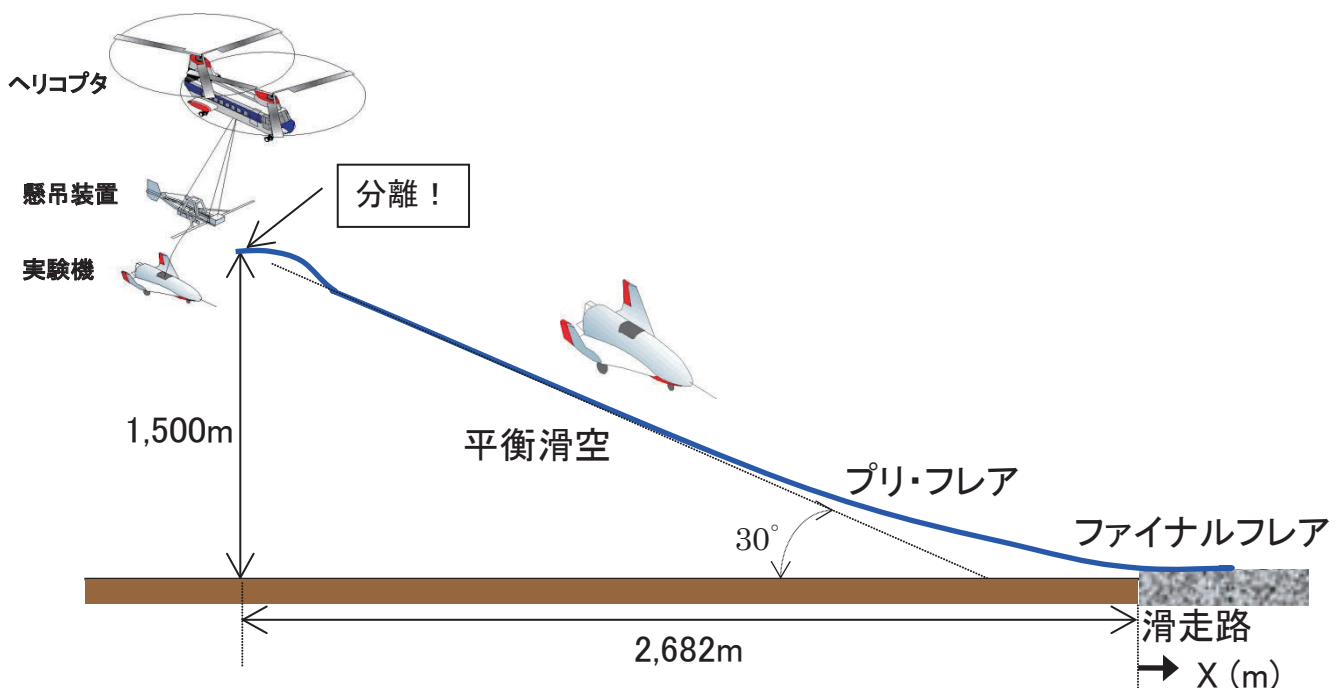 ヘリコプタ
懸吊装置
実験機
分離！
1,500m
平衡滑空
プリ・フレア
30°
ファイナルフレア
2,682m
滑走路
X (m)